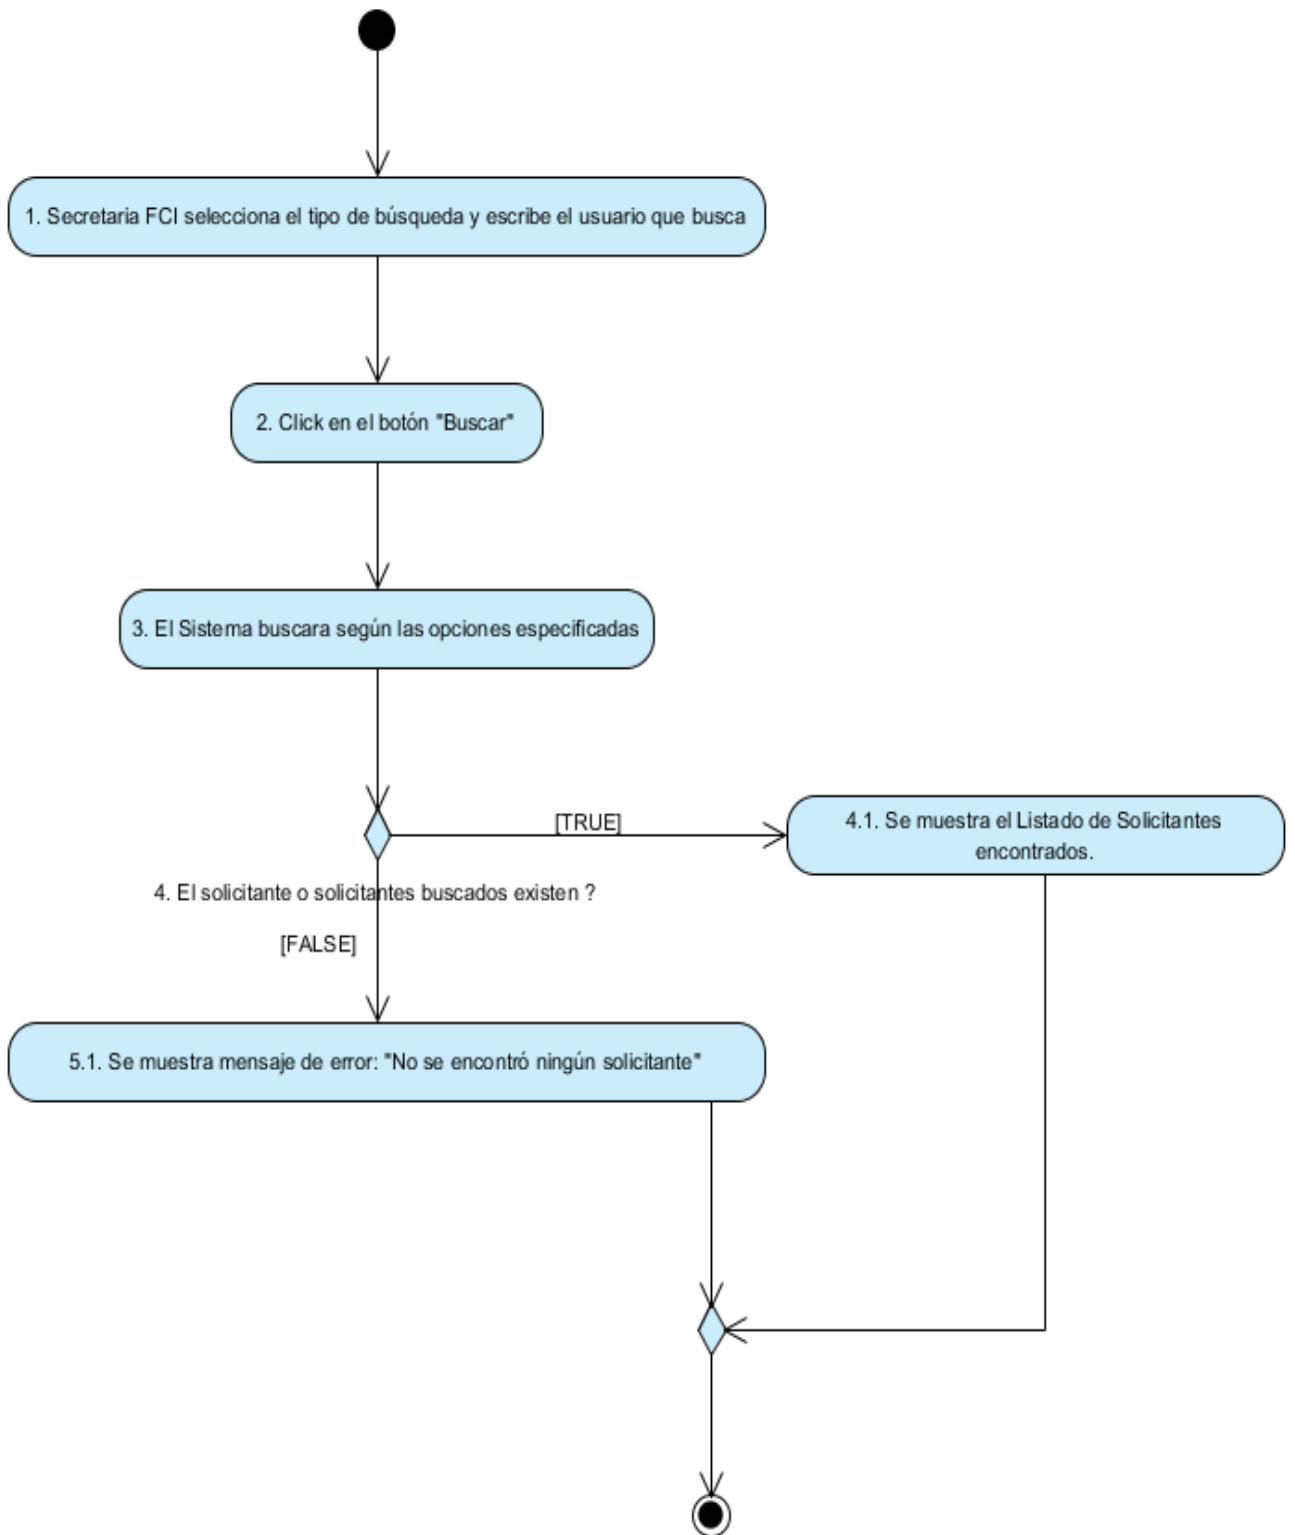 1. Secretaria FCI selecciona el tipo de búsqueda y escribe el usuario que busca
2. Click en el botón "Buscar"
3. El Sistema buscara según las opciones especificadas
[TRUE]
4.1. Se muestra el Listado de Solicitantes
encontrados.
4. El solicitante o solicitantes buscados existen ?
[FALSE]
5.1. Se muestra mensaje de error: "No se encontró ningún solicitante"